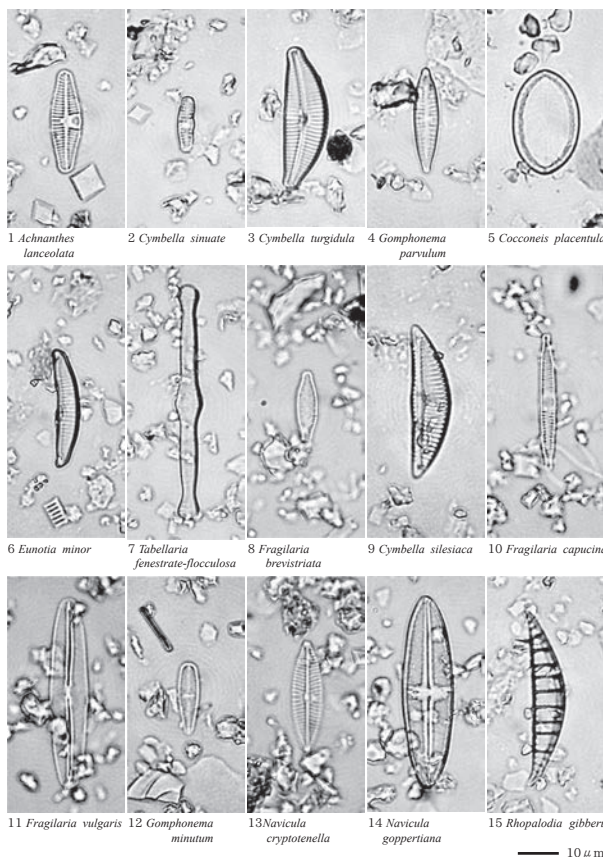 1 Achnanthes
lanceolata
2 Cymbella sinuate
3 Cymbella turgidula
4 Gomphonema
parvulum
5 Cocconeis placentula
6 Eunotia minor
7 Tabellaria
fenestrate-flocculosa
8 Fragilaria
brevistriata
9 Cymbella silesiaca
10 Fragilaria capucina
11 Fragilaria vulgaris
12 Gomphonema
minutum
13Navicula
cryptotenella
14 Navicula
goppertiana
15 Rhopalodia
10μm